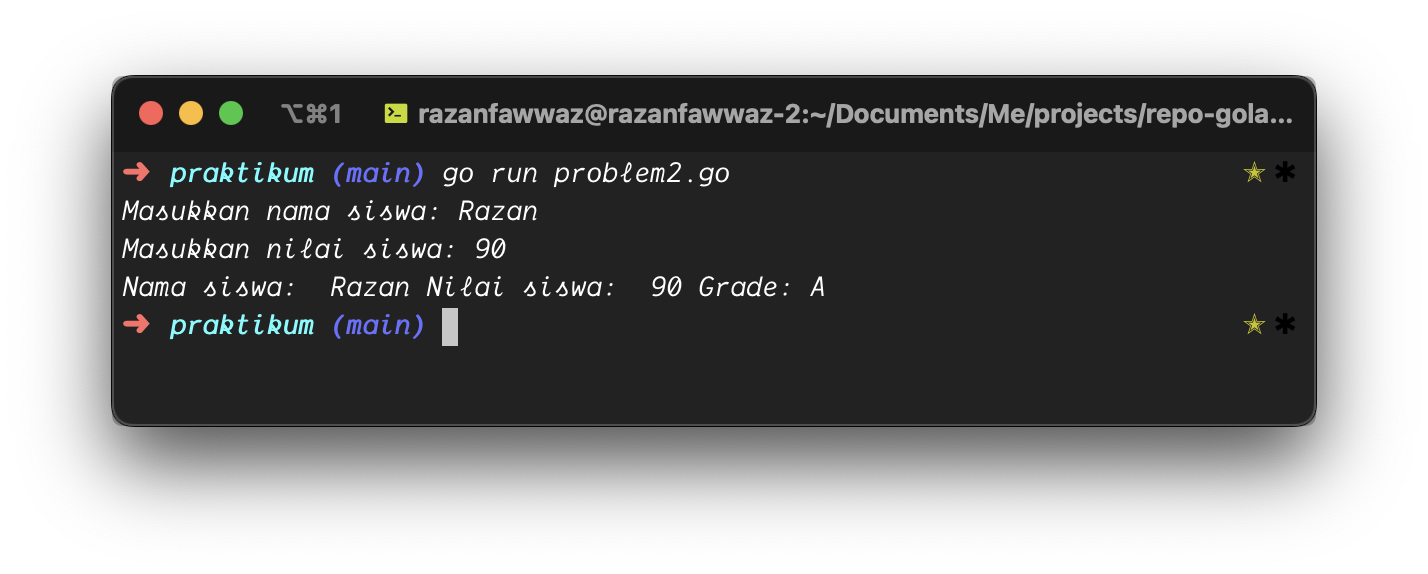 ⌥⌘1 razanfawwaz@razanfawwaz-2:~/Documents/Me/projects/repo-gola...
➜ praktikum (main) go run problem2.go ✭ ✱
Masukkan nama siswa: Razan
Masukkan nilai siswa: 90
Nama siswa:  Razan Nilai siswa:  90 Grade: A
➜ praktikum (main) ✭ ✱